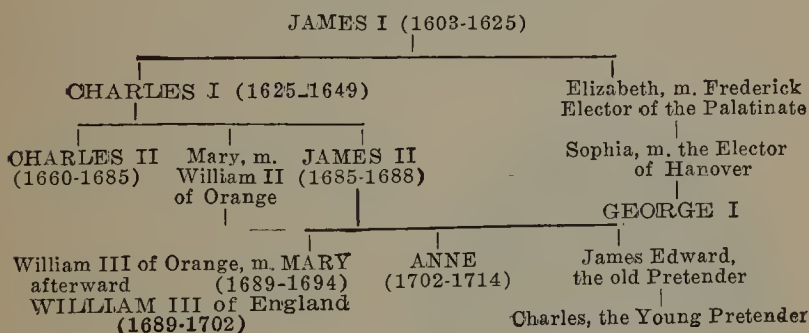 JAMES I (1603-1625)
CHARLES I (1625-1649)
Elizabeth, m. Frederick
Elector of the Palatinate
CHARLES II
(1660-1685)
Mary, m.
William II
of Orange
JAMES II
(1685-1688)
Sophia, m. the Elector
of Hanover
GEORGE I
William III of Orange, m. MARY
afterward (1689-1694)
WILLIAM III of England
(1689-1702)
ANNE
(1702-1714)
James Edward,
the old Pretender
Charles, the Young Pretender